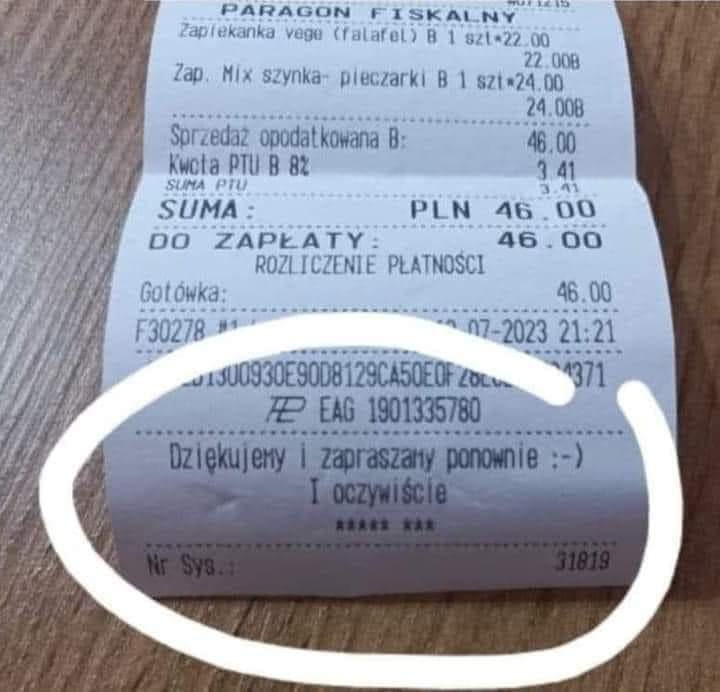 PARAGON FISKALNY
Zapiekanka vege (falafel) B 1 szt*22.00
22.00B
Zap. Mix szynka- pieczarki B 1 szt*24.00
24.00B
Sprzedaż opodatkowana B: 46.00
Kwota PTU B 8% 3.41
SUMA PTU 3.41
SUMA: PLN 46.00
DO ZAPŁATY: 46.00
ROZLICZENIE PŁATNOŚCI
Gotówka: 46.00
F30278 07-2023 21:21
EAG 1901335780
Dziękujemy i zapraszamy ponownie :-)
I oczywiście
***** ***
Nr Sys.: 31819